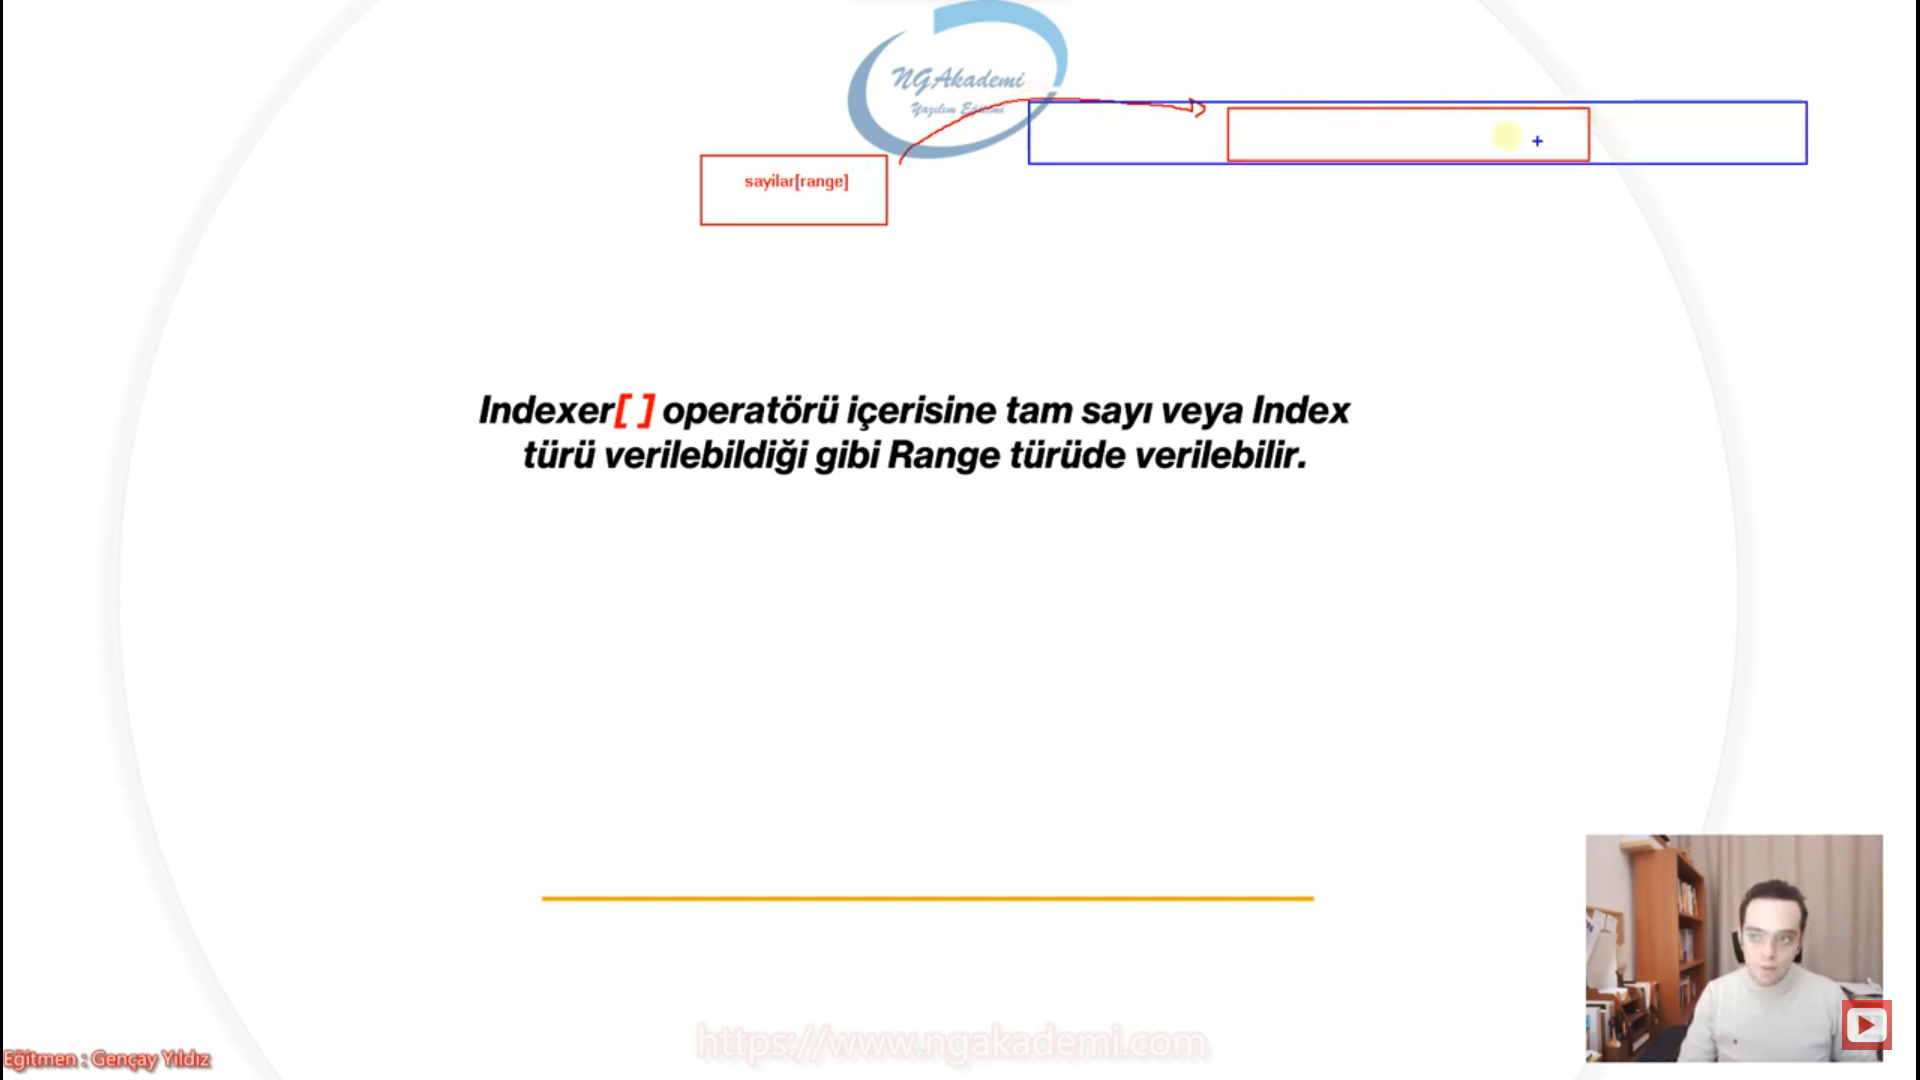 NGAkademi
Yazılım Eğitimi
sayilar[range]
Indexer[ ] operatörü içerisine tam sayı veya Index
türü verilebildiği gibi Range türüde verilebilir.
https://www.ngakademi.com
Eğitmen : Gençay Yıldız